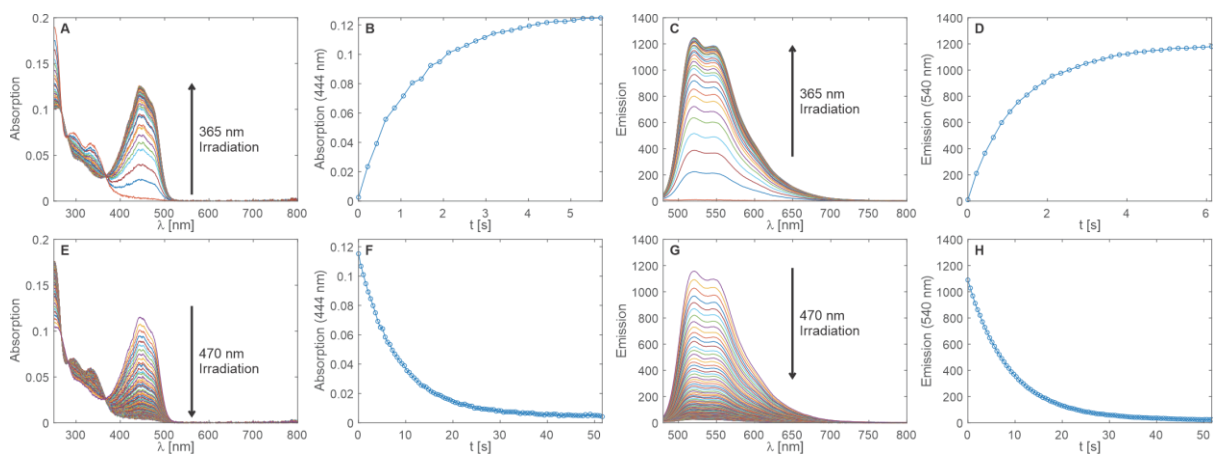 A
Absorption
0.2
0.15
0.1
0.05
0
300 400 500 600 700 800
λ [nm]
365 nm
Irradiation
B
Absorption (444 nm)
0.12
0.1
0.08
0.06
0.04
0.02
0
0 1 2 3 4 5
t [s]
C
Emission
1400
1200
1000
800
600
400
200
0
500 550 600 650 700 750 800
λ [nm]
365 nm
Irradiation
D
Emission (540 nm)
1400
1200
1000
800
600
400
200
0
0 2 4 6
t [s]
E
Absorption
0.2
0.15
0.1
0.05
0
300 400 500 600 700 800
λ [nm]
470 nm
Irradiation
F
Absorption (444 nm)
0.12
0.1
0.08
0.06
0.04
0.02
0
0 10 20 30 40 50
t [s]
G
Emission
1400
1200
1000
800
600
400
200
0
500 550 600 650 700 750 800
λ [nm]
470 nm
Irradiation
H
Emission (540 nm)
1400
1200
1000
800
600
400
200
0
0 10 20 30 40 50
t [s]